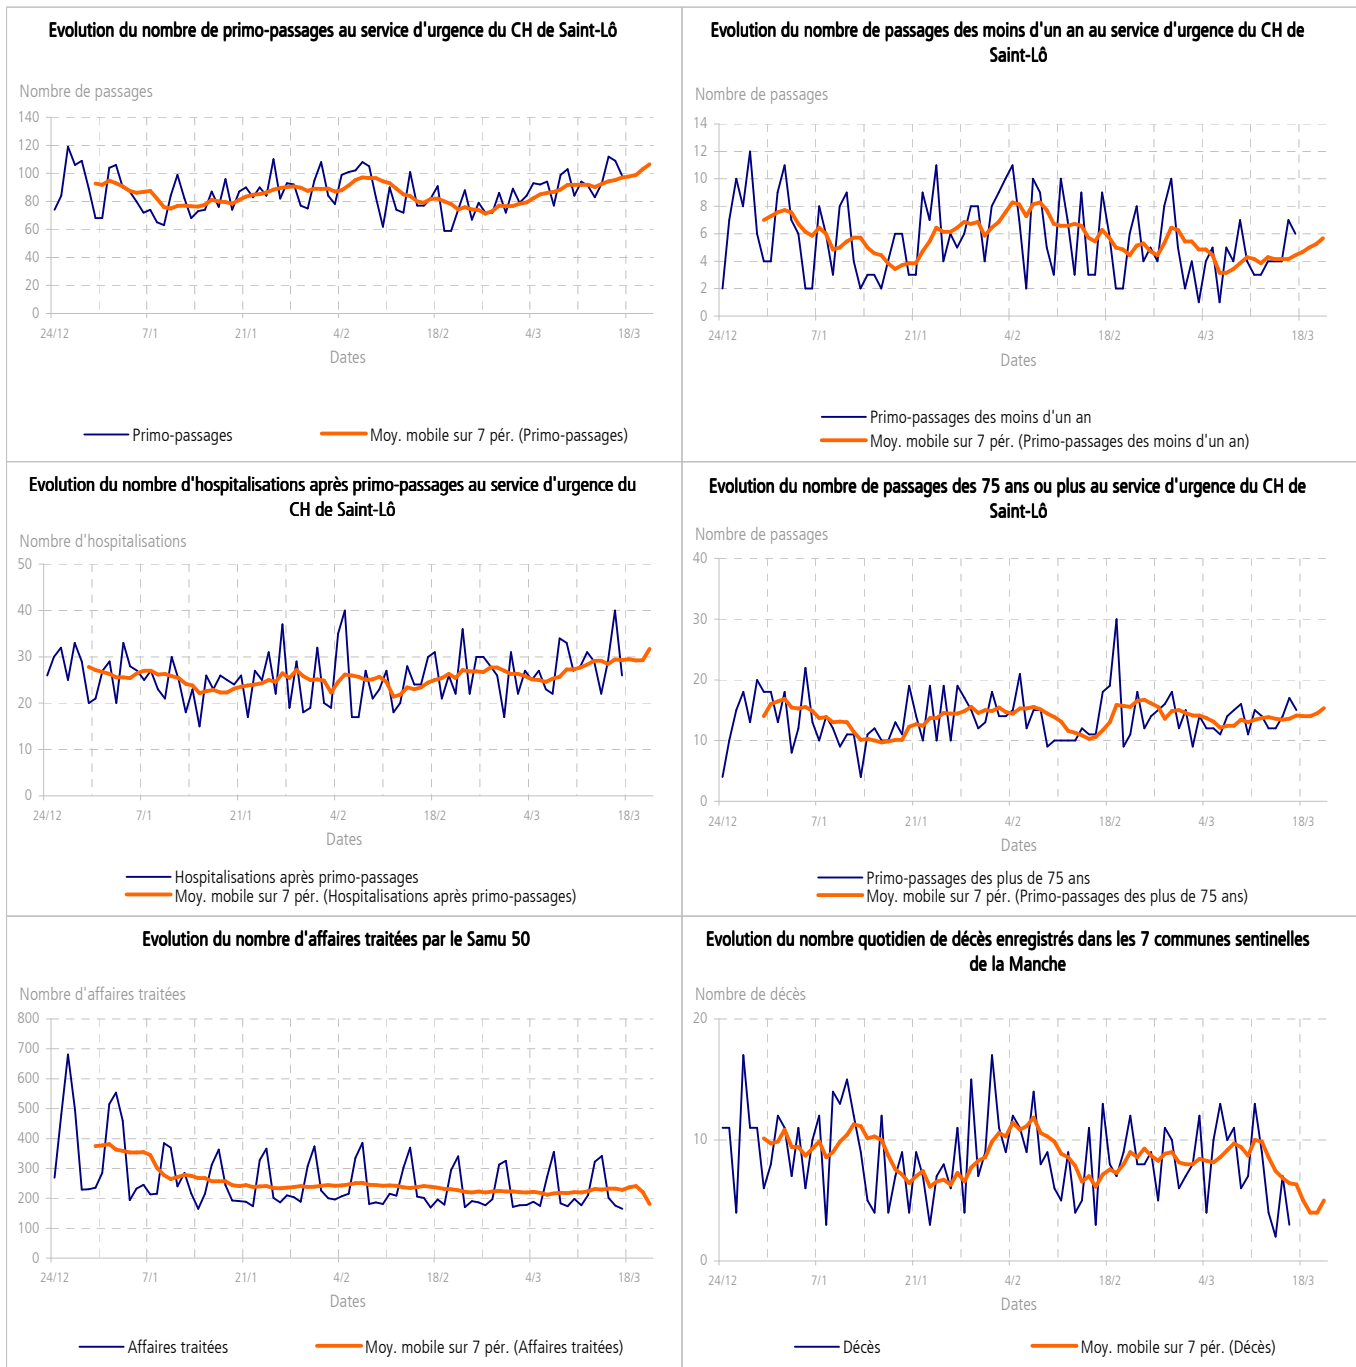 Evolution du nombre de primo-passages au service d'urgence du CH de Saint-Lô
Nombre de passages
140
120
100
80
60
40
20
0
24/12 7/1 21/1 4/2 18/2 4/3 18/3
Dates
Primo-passages Moy. mobile sur 7 pér. (Primo-passages)
Evolution du nombre de passages des moins d'un an au service d'urgence du CH de
Saint-Lô
Nombre de passages
14
12
10
8
6
4
2
0
24/12 7/1 21/1 4/2 18/2 4/3 18/3
Dates
Primo-passages des moins d'un an
Moy. mobile sur 7 pér. (Primo-passages des moins d'un an)
Evolution du nombre d'hospitalisations après primo-passages au service d'urgence du
CH de Saint-Lô
Nombre d'hospitalisations
50
40
30
20
10
0
24/12 7/1 21/1 4/2 18/2 4/3 18/3
Dates
Hospitalisations après primo-passages
Moy. mobile sur 7 pér. (Hospitalisations après primo-passages)
Evolution du nombre de passages des 75 ans ou plus au service d'urgence du CH de
Saint-Lô
Nombre de passages
40
30
20
10
0
24/12 7/1 21/1 4/2 18/2 4/3 18/3
Dates
Primo-passages des plus de 75 ans
Moy. mobile sur 7 pér. (Primo-passages des plus de 75 ans)
Evolution du nombre d'affaires traitées par le Samu 50
Nombre d'affaires traitées
800
700
600
500
400
300
200
100
0
24/12 7/1 21/1 4/2 18/2 4/3 18/3
Dates
Affaires traitées Moy. mobile sur 7 pér. (Affaires traitées)
Evolution du nombre quotidien de décès enregistrés dans les 7 communes sentinelles
de la Manche
Nombre de décès
20
10
0
24/12 7/1 21/1 4/2 18/2 4/3 18/3
Dates
Décès Moy. mobile sur 7 pér. (Décès)